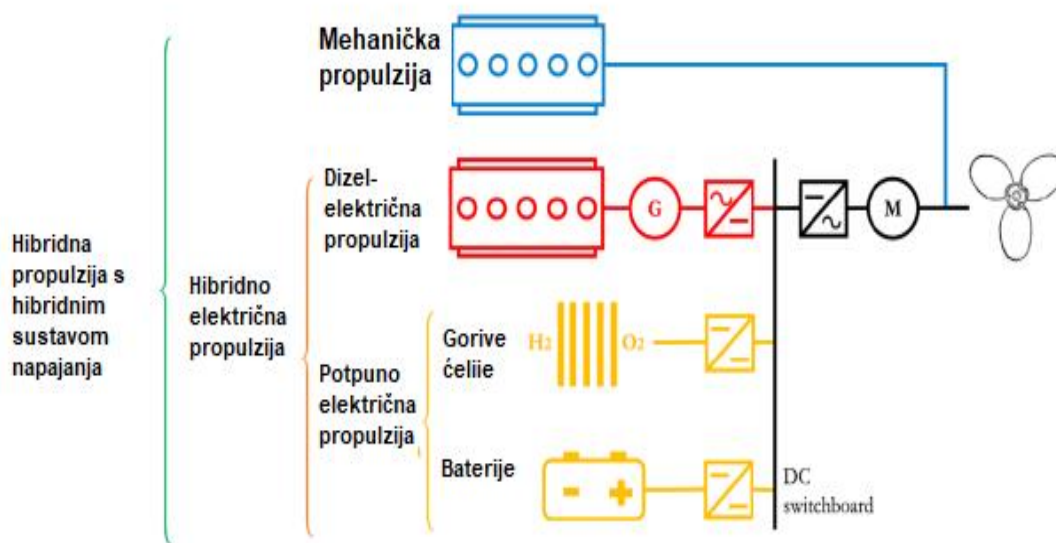 Mehanička
propulzija
Dizel-
električna
propulzija
G
M
Hibridna
propulzija s
hibridnim
sustavom
napajanja
Hibridno
električna
propulzija
Potpuno
električna
propulzija
Gorive
ćeliie
H2
O2
Baterije
DC
switchboard